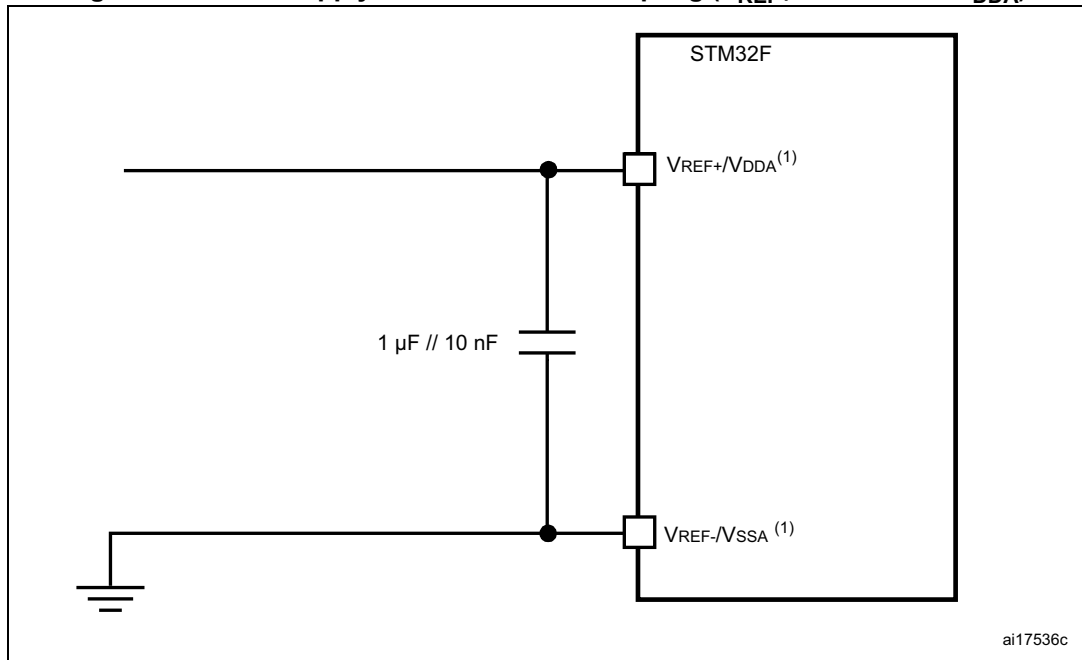 STM32F
VREF+/VDDA(1)
1 µF // 10 nF
VREF-/VSSA (1)
ai17536c